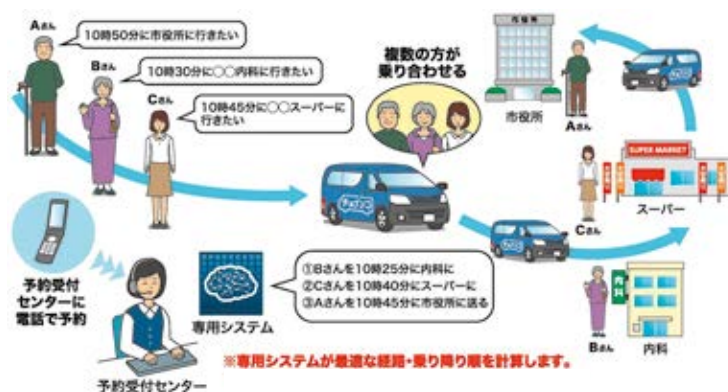 Aさん
10時50分に市役所に行きたい
Bさん
10時30分に○○内科に行きたい
Cさん
10時45分に○○スーパーに
行きたい
複数の方が
乗り合わせる
市役所
市役所
Aさん
SUPER MARKET
スーパー
Cさん
内科
Bさん
内科
予約受付
センターに
電話で予約
専用システム
予約受付センター
①Bさんを10時25分に内科に
②Cさんを10時40分にスーパーに
③Aさんを10時45分に市役所に送る
※専用システムが最適な経路・乗り降り順を計算します。